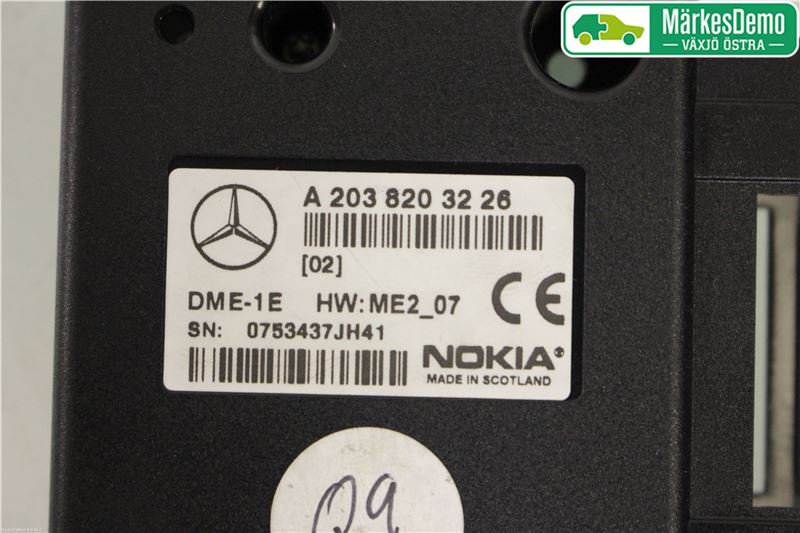 MärkesDemo
VÄXJÖ ÖSTRA
A 203 820 32 26
[02]
DME-1E HW:ME2_07
SN: 0753437JH41
CE
NOKIA
MADE IN SCOTLAND
09